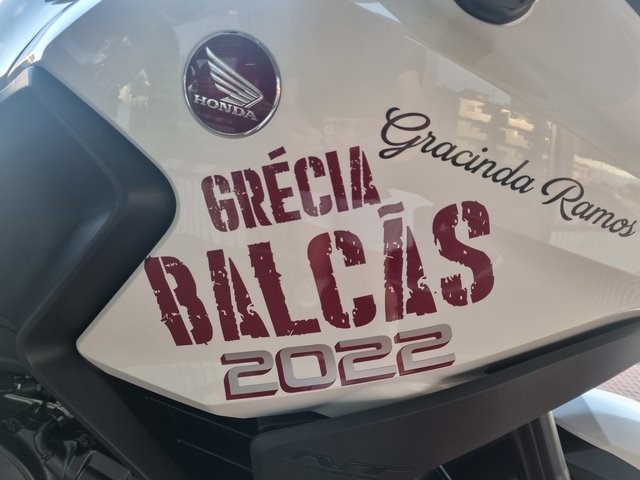 HONDA
GRÉCIA
Gracinda Ramos
BALCÃS
2022